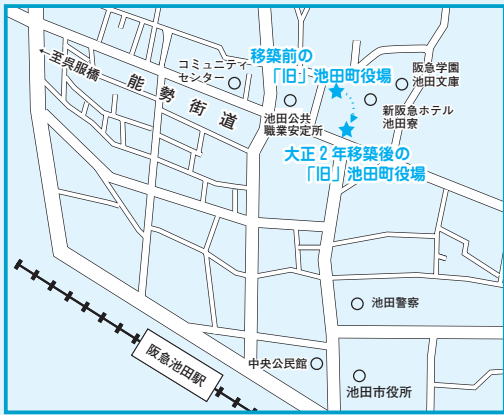 ←至呉服橋
能勢街道
コミュニティー
センター
移築前の
「旧」池田町役場
阪急学園
池田文庫
池田公共
職業安定所
新阪急ホテル
池田寮
大正2年移築後の
「旧」池田町役場
池田警察
阪急池田駅
中央公民館
池田市役所